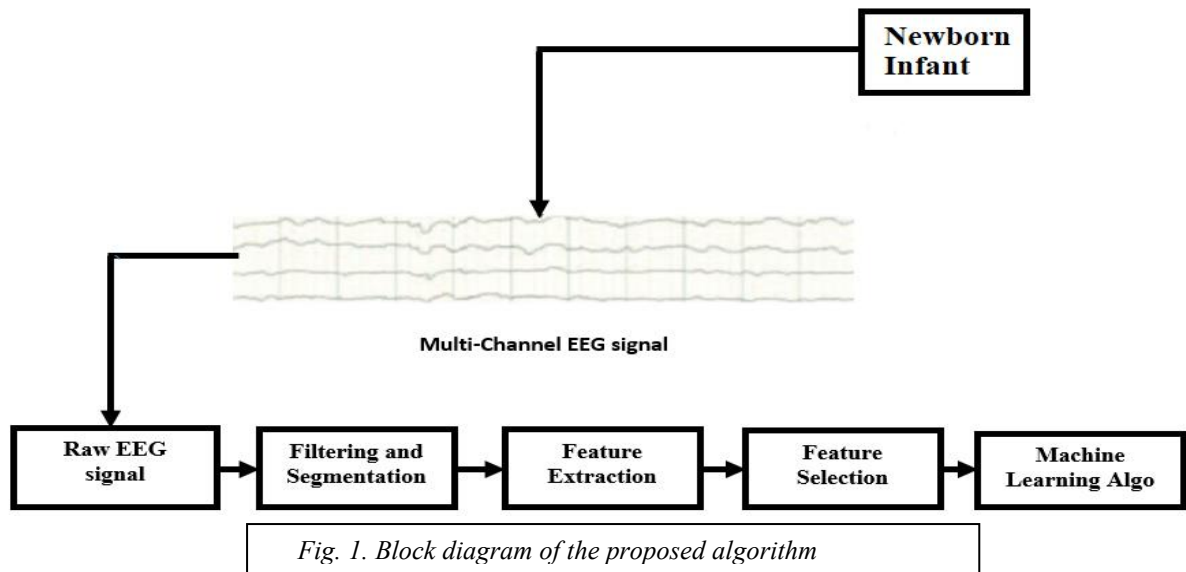 Newborn
Infant
Multi-Channel EEG signal
Raw EEG
signal
Filtering and
Segmentation
Feature
Extraction
Feature
Selection
Machine
Learning Algo
Fig. 1. Block diagram of the proposed algorithm